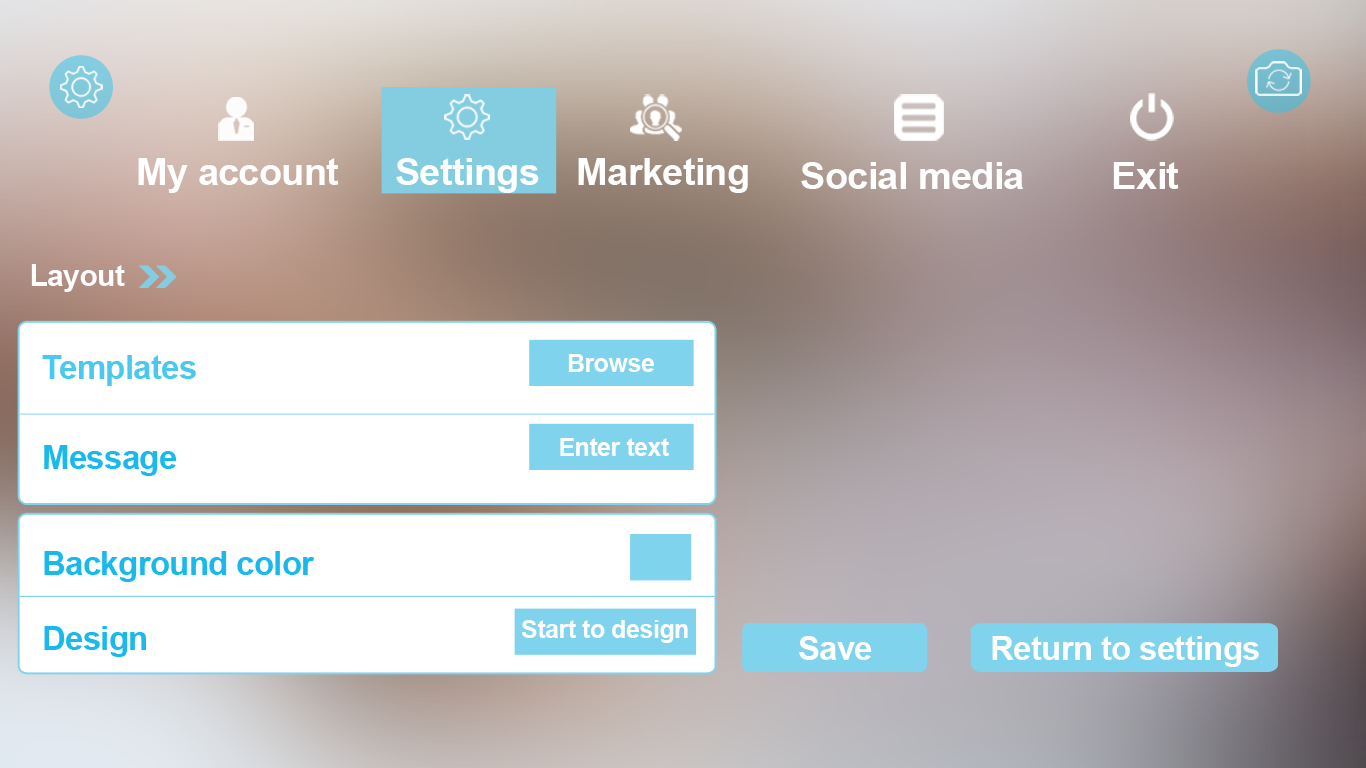 My account
Settings
Marketing
Social media
Exit
Layout
Templates
Browse
Message
Enter text
Background color
Design
Start to design
Save
Return to settings